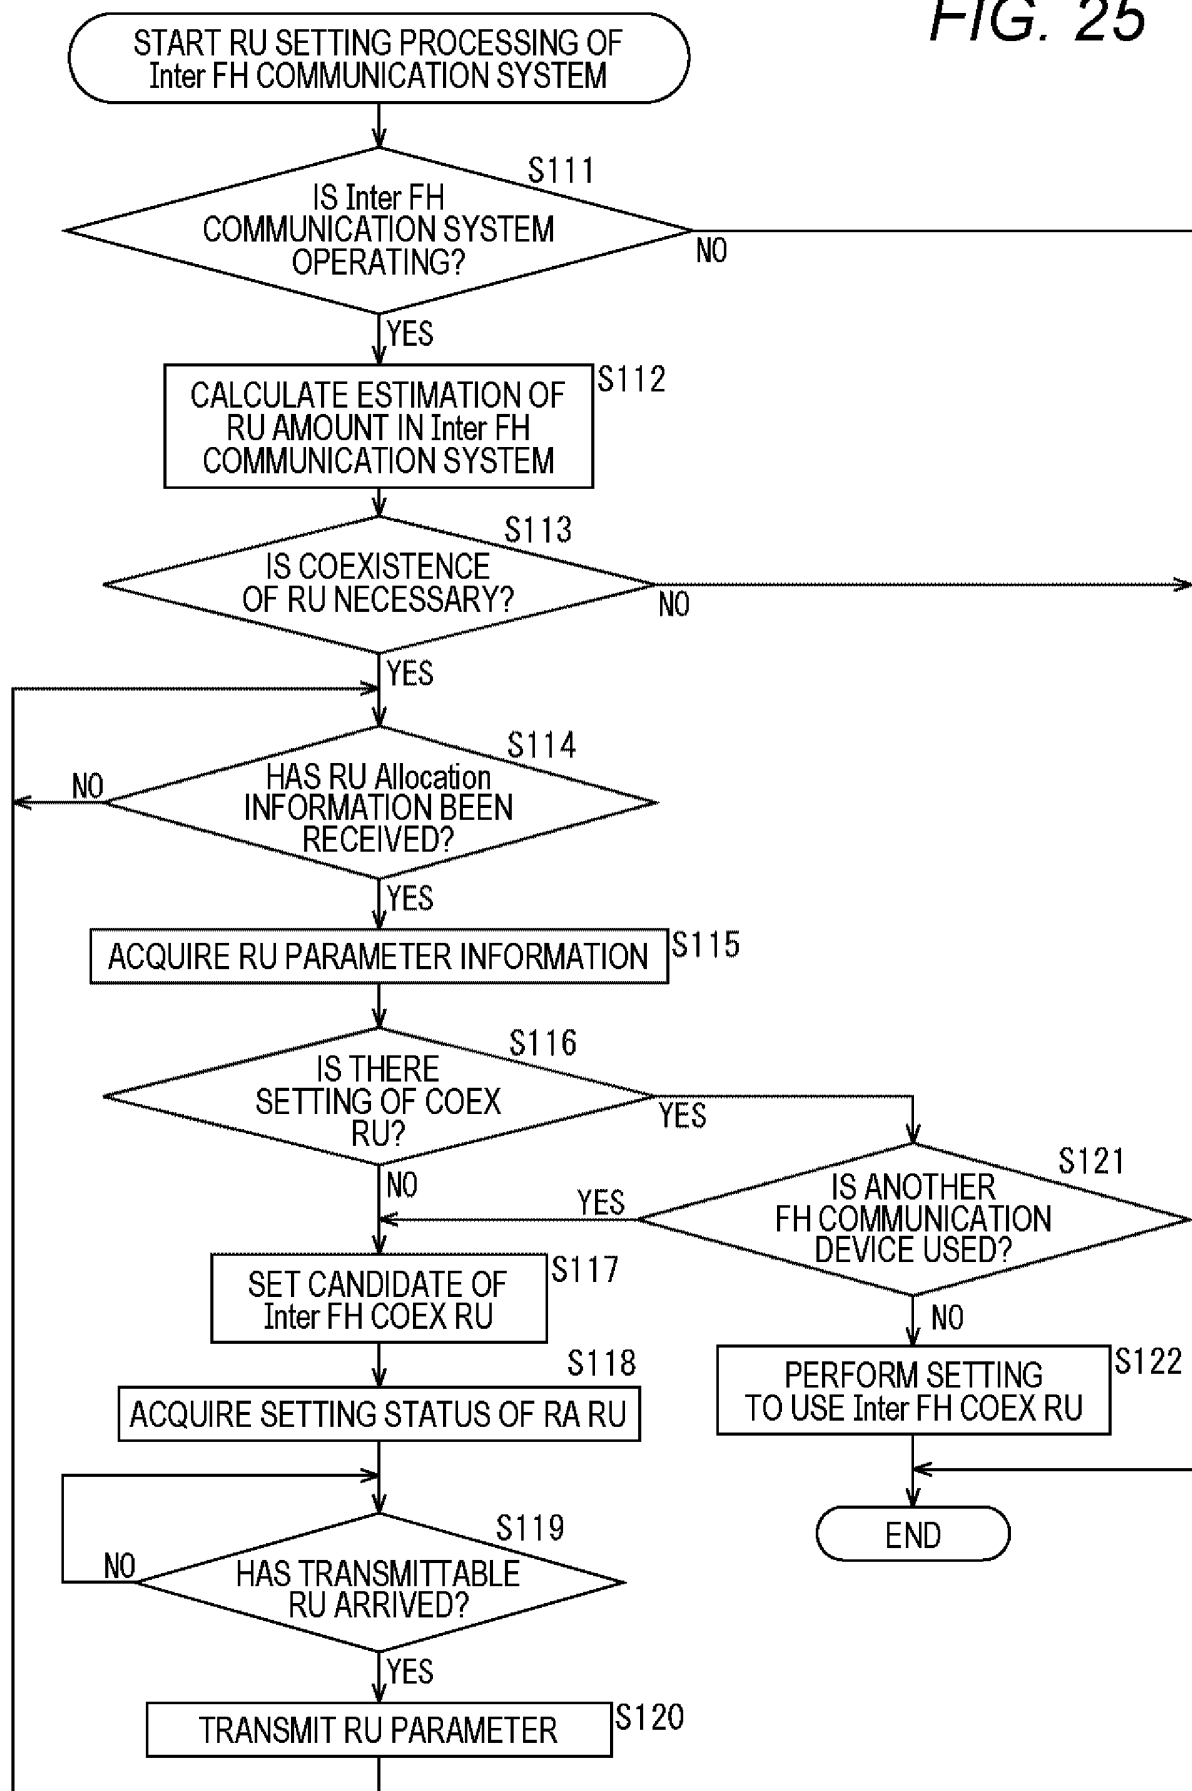 FIG. 25
START RU SETTING PROCESSING OF
Inter FH COMMUNICATION SYSTEM
S111
IS Inter FH
COMMUNICATION SYSTEM
OPERATING?
NO
YES
S112
CALCULATE ESTIMATION OF
RU AMOUNT IN Inter FH
COMMUNICATION SYSTEM
S113
IS COEXISTENCE
OF RU NECESSARY?
NO
YES
S114
HAS RU Allocation
INFORMATION BEEN
RECEIVED?
NO
YES
S115
ACQUIRE RU PARAMETER INFORMATION
S116
IS THERE
SETTING OF COEX
RU?
YES
NO
S121
IS ANOTHER
FH COMMUNICATION
DEVICE USED?
YES
NO
S117
SET CANDIDATE OF
Inter FH COEX RU
S122
PERFORM SETTING
TO USE Inter FH COEX RU
S118
ACQUIRE SETTING STATUS OF RA RU
END
S119
HAS TRANSMITTABLE
RU ARRIVED?
NO
YES
S120
TRANSMIT RU PARAMETER